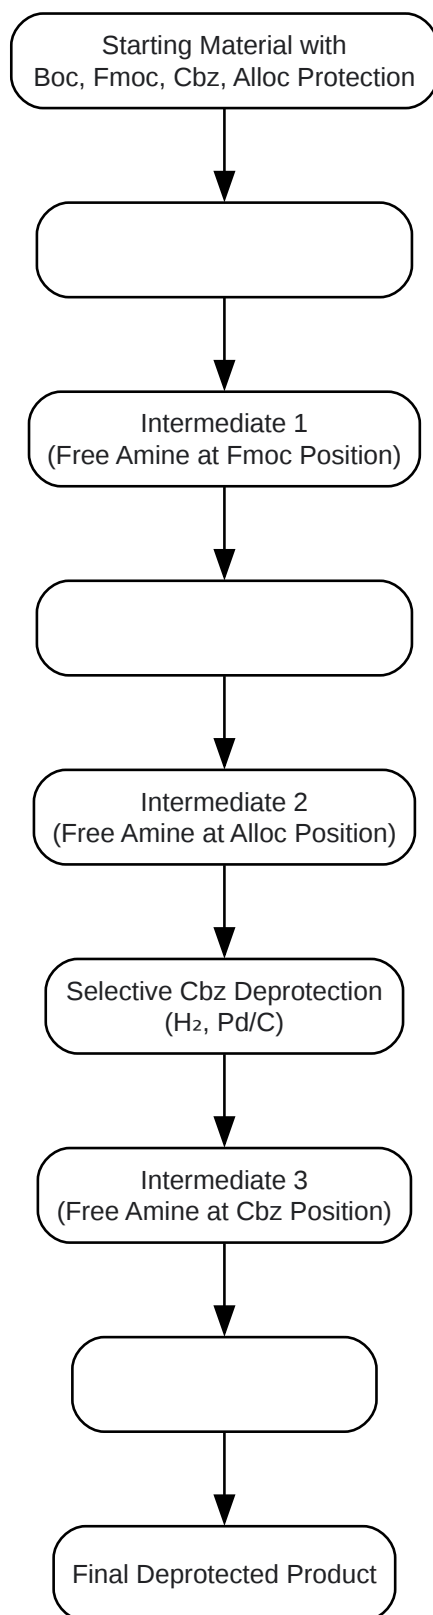 Starting Material with
Boc, Fmoc, Cbz, Alloc Protection
Intermediate 1
(Free Amine at Fmoc Position)
Intermediate 2
(Free Amine at Alloc Position)
Selective Cbz Deprotection
(H₂, Pd/C)
Intermediate 3
(Free Amine at Cbz Position)
Final Deprotected Product